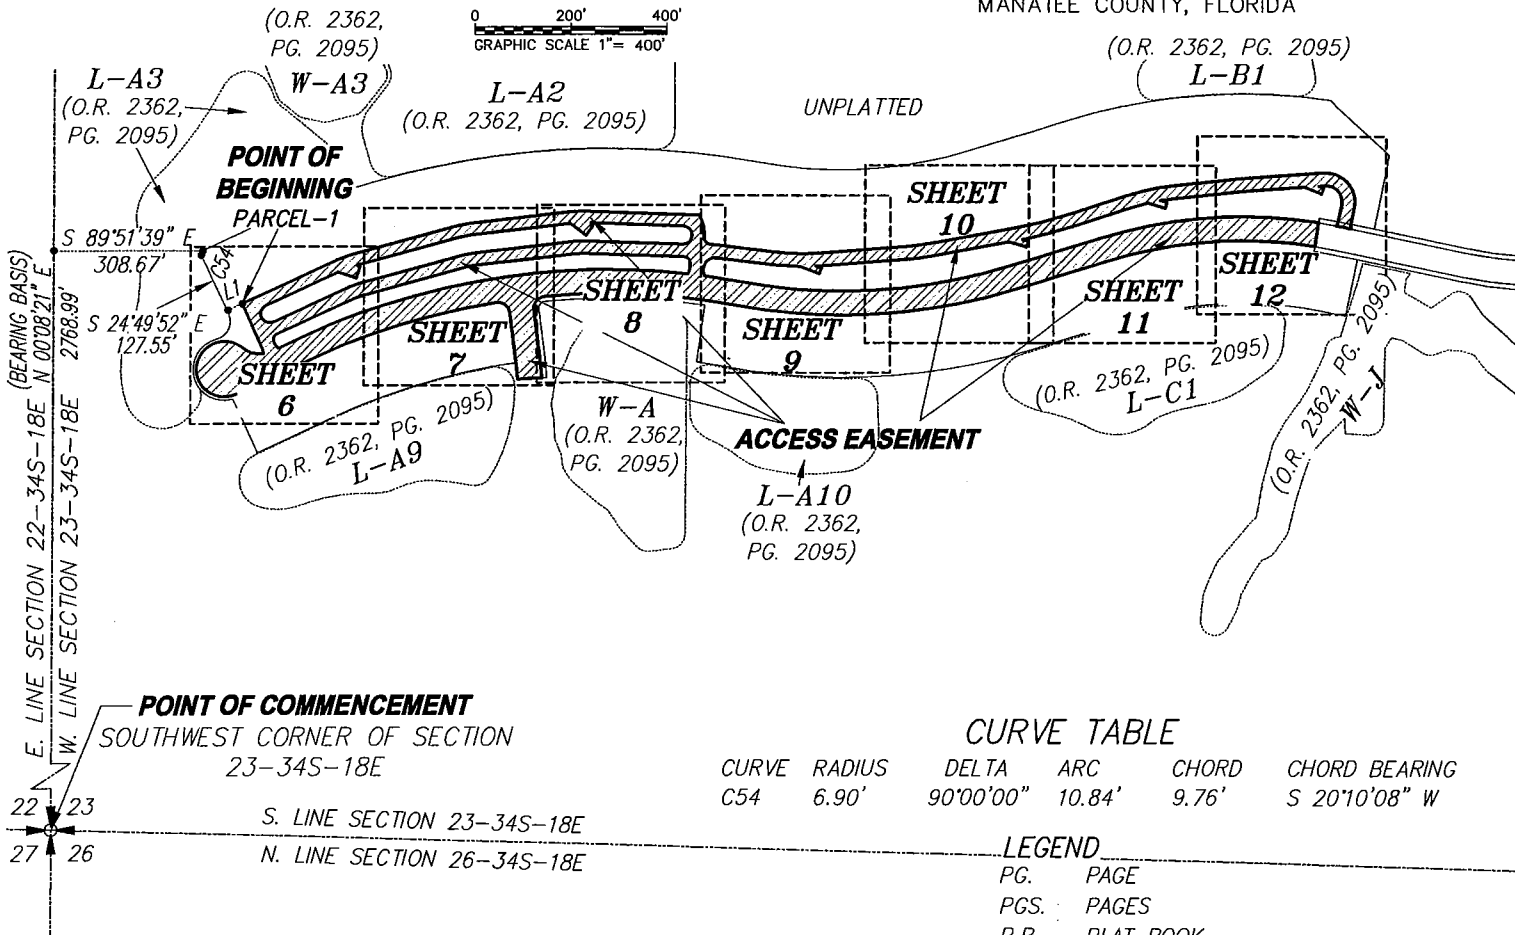 MANATEE COUNTY, FLORIDA
0 200' 400'
GRAPHIC SCALE 1"= 400'
(O.R. 2362,
PG. 2095)
W-A3
L-A3
(O.R. 2362,
PG. 2095)
L-A2
(O.R. 2362, PG. 2095)
UNPLATTED
(O.R. 2362, PG. 2095)
L-B1
POINT OF
BEGINNING
PARCEL-1
S 89°51'39" E
308.67'
C54
L1
S 24°49'52" E
127.55'
SHEET
6
SHEET
7
SHEET
8
SHEET
9
SHEET
10
SHEET
11
SHEET
12
(O.R. 2362, PG. 2095)
L-A9
W-A
(O.R. 2362,
PG. 2095)
ACCESS EASEMENT
L-A10
(O.R. 2362,
PG. 2095)
(O.R. 2362, PG. 2095)
L-C1
(O.R. 2362, PG. 2095)
W-J
(BEARING BASIS)
N 00°08'21" E
2768.99'
E. LINE SECTION 22-34S-18E
W. LINE SECTION 23-34S-18E
POINT OF COMMENCEMENT
SOUTHWEST CORNER OF SECTION
23-34S-18E
22 23
27 26
S. LINE SECTION 23-34S-18E
N. LINE SECTION 26-34S-18E
CURVE TABLE
CURVE RADIUS DELTA ARC CHORD CHORD BEARING
C54 6.90' 90°00'00" 10.84' 9.76' S 20°10'08" W
LEGEND
PG. PAGE
PGS. PAGES
P.B. PLAT BOOK